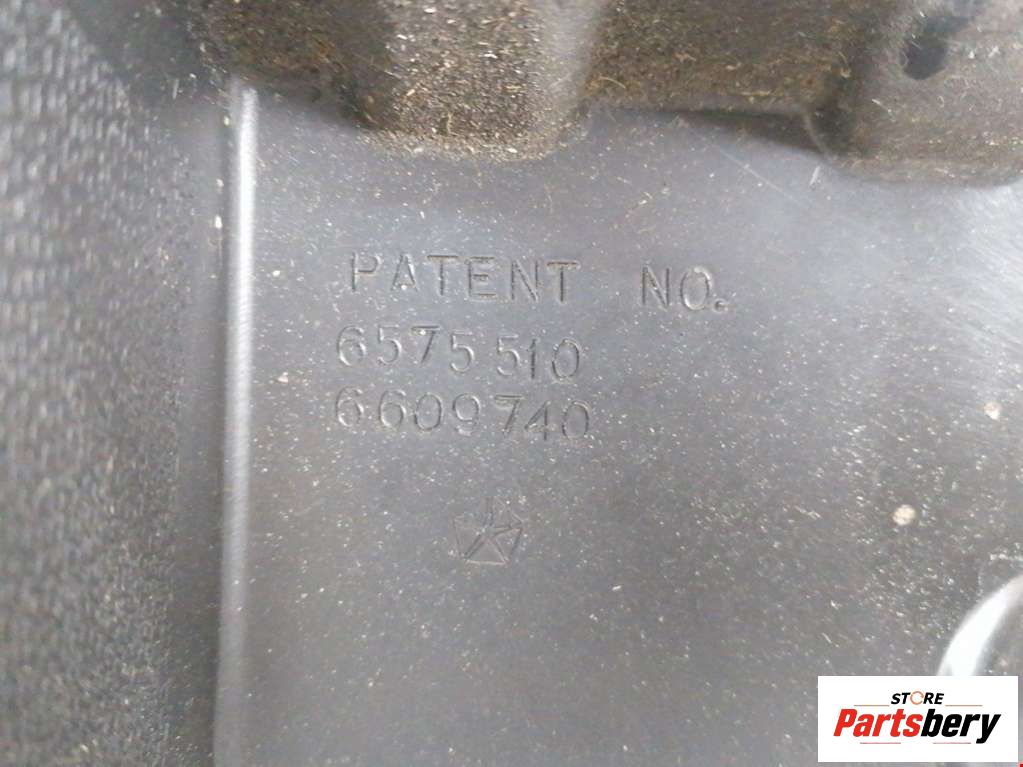 PATENT NO.
6575510
6609740
STORE
Partsbery